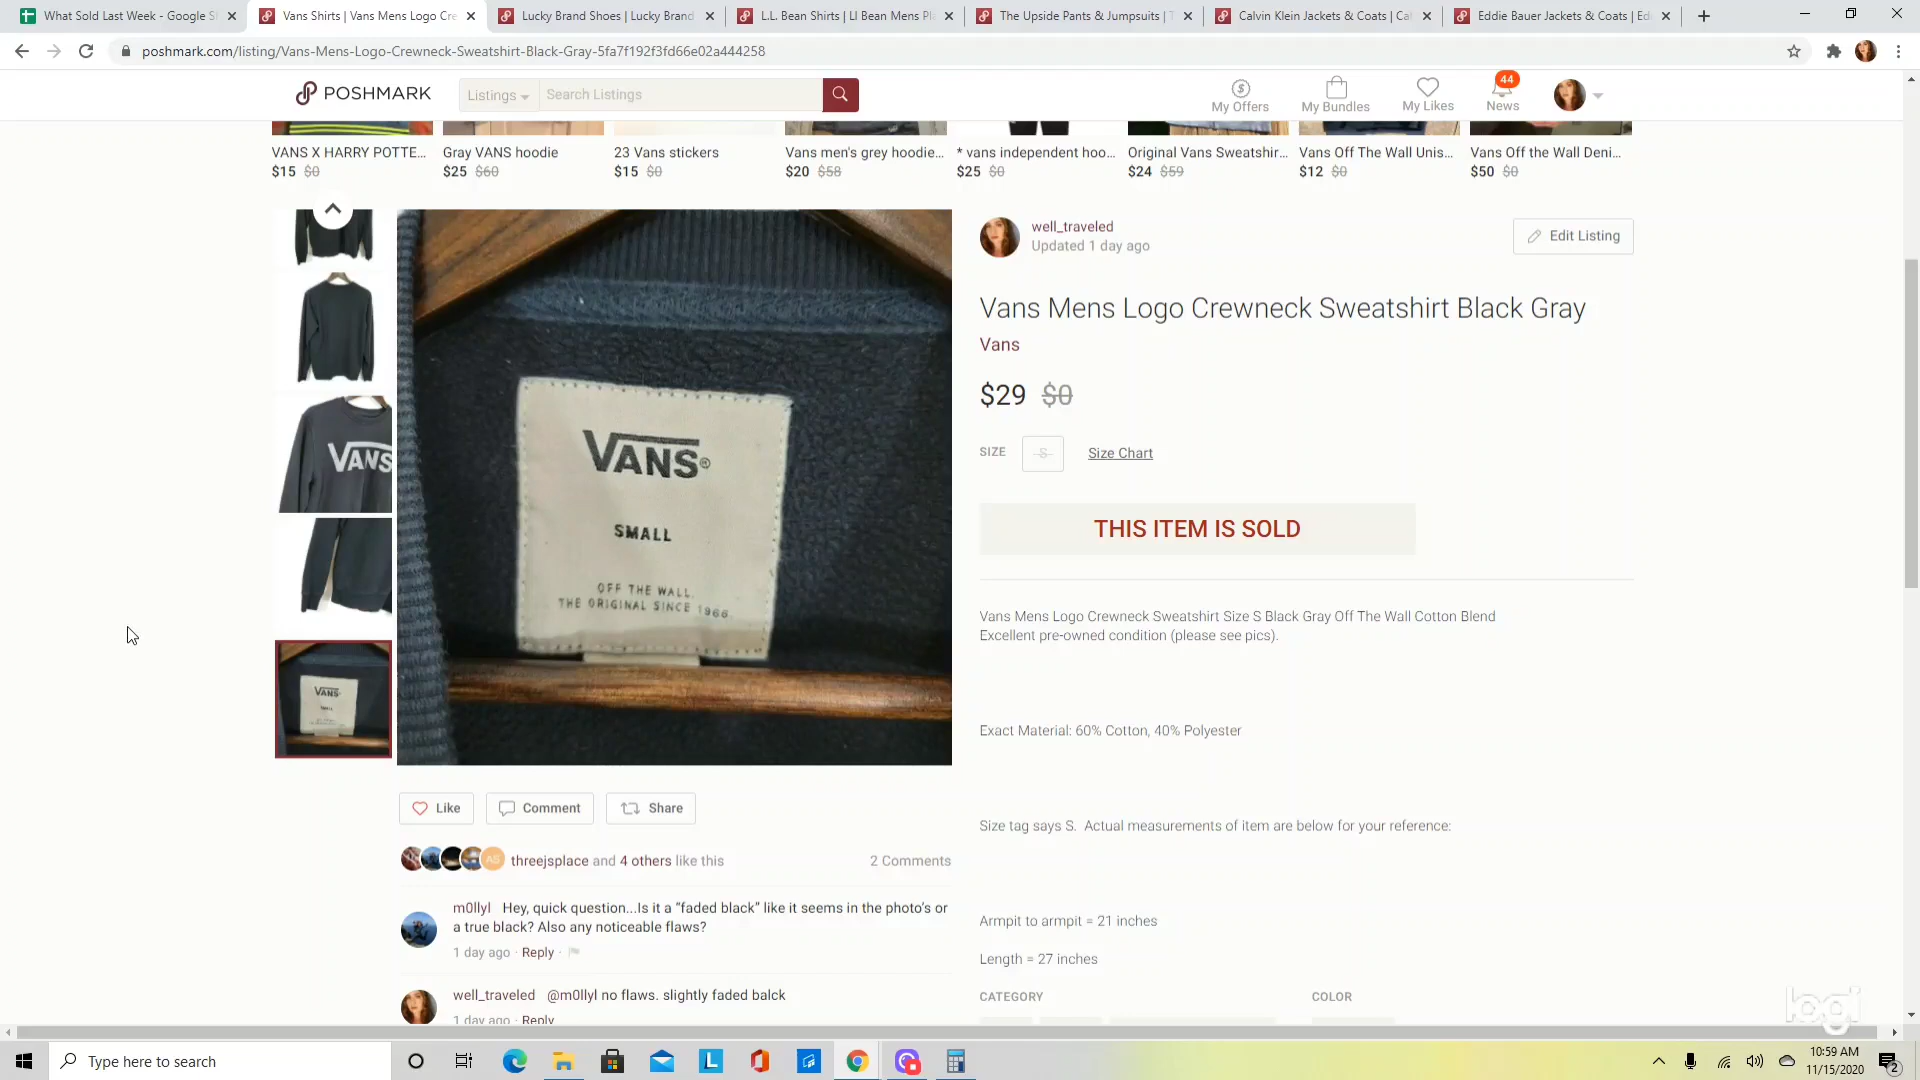 What Sold Last Week - Google S
Vans Shirts | Vans Mens Logo Cre
Lucky Brand Shoes | Lucky Brand
L.L. Bean Shirts | Ll Bean Mens Pl
The Upside Pants & Jumpsuits | T
Calvin Klein Jackets & Coats | Cal
Eddie Bauer Jackets & Coats | Ed
poshmark.com/listing/Vans-Mens-Logo-Crewneck-Sweatshirt-Black-Gray-5fa7f192f3fd66e02a444258
POSHMARK
Listings
Search Listings
My Offers
My Bundles
My Likes
44
News
VANS X HARRY POTTE...
Gray VANS hoodie
23 Vans stickers
Vans men's grey hoodie...
* vans independent hoo...
Original Vans Sweatshir...
Vans Off The Wall Unis...
Vans Off the Wall Deni...
$15 $0
$25 $60
$15 $0
$20 $58
$25 $0
$24 $59
$12 $0
$50 $0
VANS
VANS
SMALL
VANS®
SMALL
OFF THE WALL.
THE ORIGINAL SINCE 1966.
well_traveled
Updated 1 day ago
Edit Listing
Vans Mens Logo Crewneck Sweatshirt Black Gray
Vans
$29 $0
SIZE
S
Size Chart
THIS ITEM IS SOLD
Vans Mens Logo Crewneck Sweatshirt Size S Black Gray Off The Wall Cotton Blend
Excellent pre-owned condition (please see pics).
Exact Material: 60% Cotton, 40% Polyester
Size tag says S. Actual measurements of item are below for your reference:
Armpit to armpit = 21 inches
Length = 27 inches
CATEGORY
COLOR
Like
Comment
Share
AS
threejsplace and 4 others like this
2 Comments
m0llyl Hey, quick question...Is it a "faded black" like it seems in the photo's or
a true black? Also any noticeable flaws?
1 day ago · Reply ·
well_traveled @m0llyl no flaws. slightly faded balck
1 day ago · Reply
logi
Type here to search
10:59 AM
11/15/2020
2